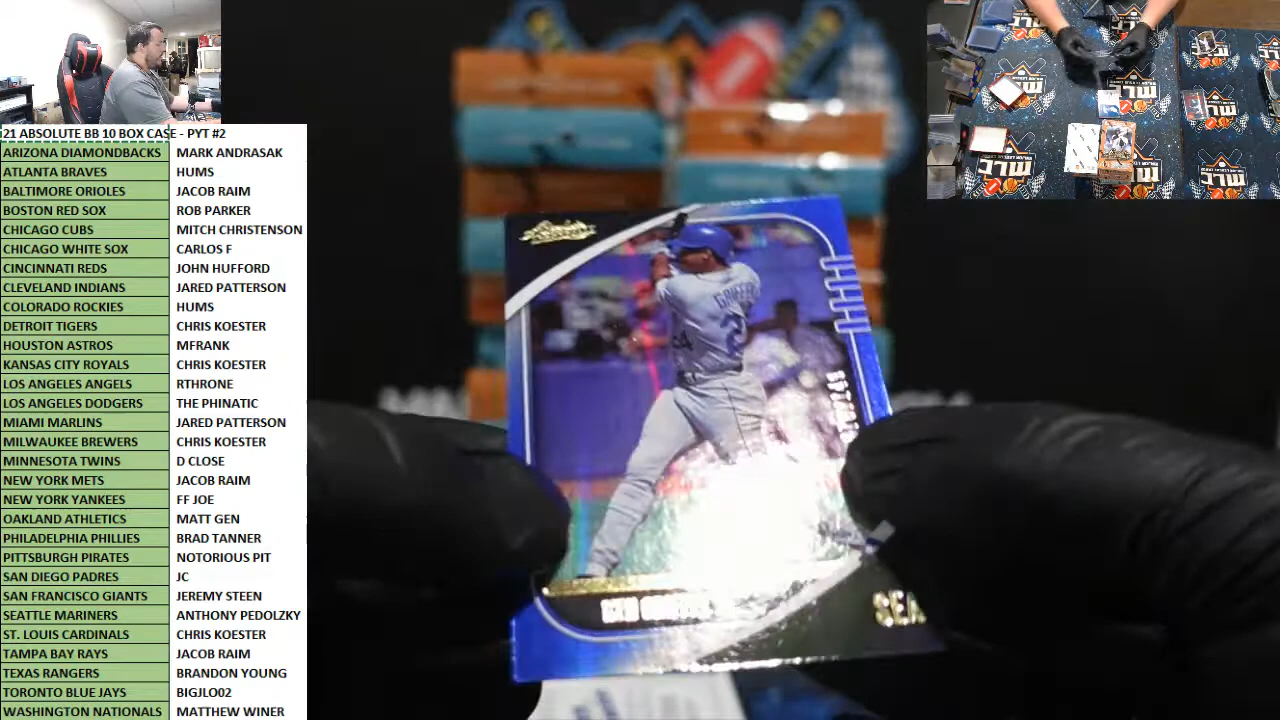 21 ABSOLUTE BB 10 BOX CASE - PYT #2
ARIZONA DIAMONDBACKS MARK ANDRASAK
ATLANTA BRAVES HUMS
BALTIMORE ORIOLES JACOB RAIM
BOSTON RED SOX ROB PARKER
CHICAGO CUBS MITCH CHRISTENSON
CHICAGO WHITE SOX CARLOS F
CINCINNATI REDS JOHN HUFFORD
CLEVELAND INDIANS JARED PATTERSON
COLORADO ROCKIES HUMS
DETROIT TIGERS CHRIS KOESTER
HOUSTON ASTROS MFRANK
KANSAS CITY ROYALS CHRIS KOESTER
LOS ANGELES ANGELS RTHRONE
LOS ANGELES DODGERS THE PHINATIC
MIAMI MARLINS JARED PATTERSON
MILWAUKEE BREWERS CHRIS KOESTER
MINNESOTA TWINS D CLOSE
NEW YORK METS JACOB RAIM
NEW YORK YANKEES FF JOE
OAKLAND ATHLETICS MATT GEN
PHILADELPHIA PHILLIES BRAD TANNER
PITTSBURGH PIRATES NOTORIOUS PIT
SAN DIEGO PADRES JC
SAN FRANCISCO GIANTS JEREMY STEEN
SEATTLE MARINERS ANTHONY PEDOLZKY
ST. LOUIS CARDINALS CHRIS KOESTER
TAMPA BAY RAYS JACOB RAIM
TEXAS RANGERS BRANDON YOUNG
TORONTO BLUE JAYS BIGJLO02
WASHINGTON NATIONALS MATTHEW WINER
Absolute
SEA